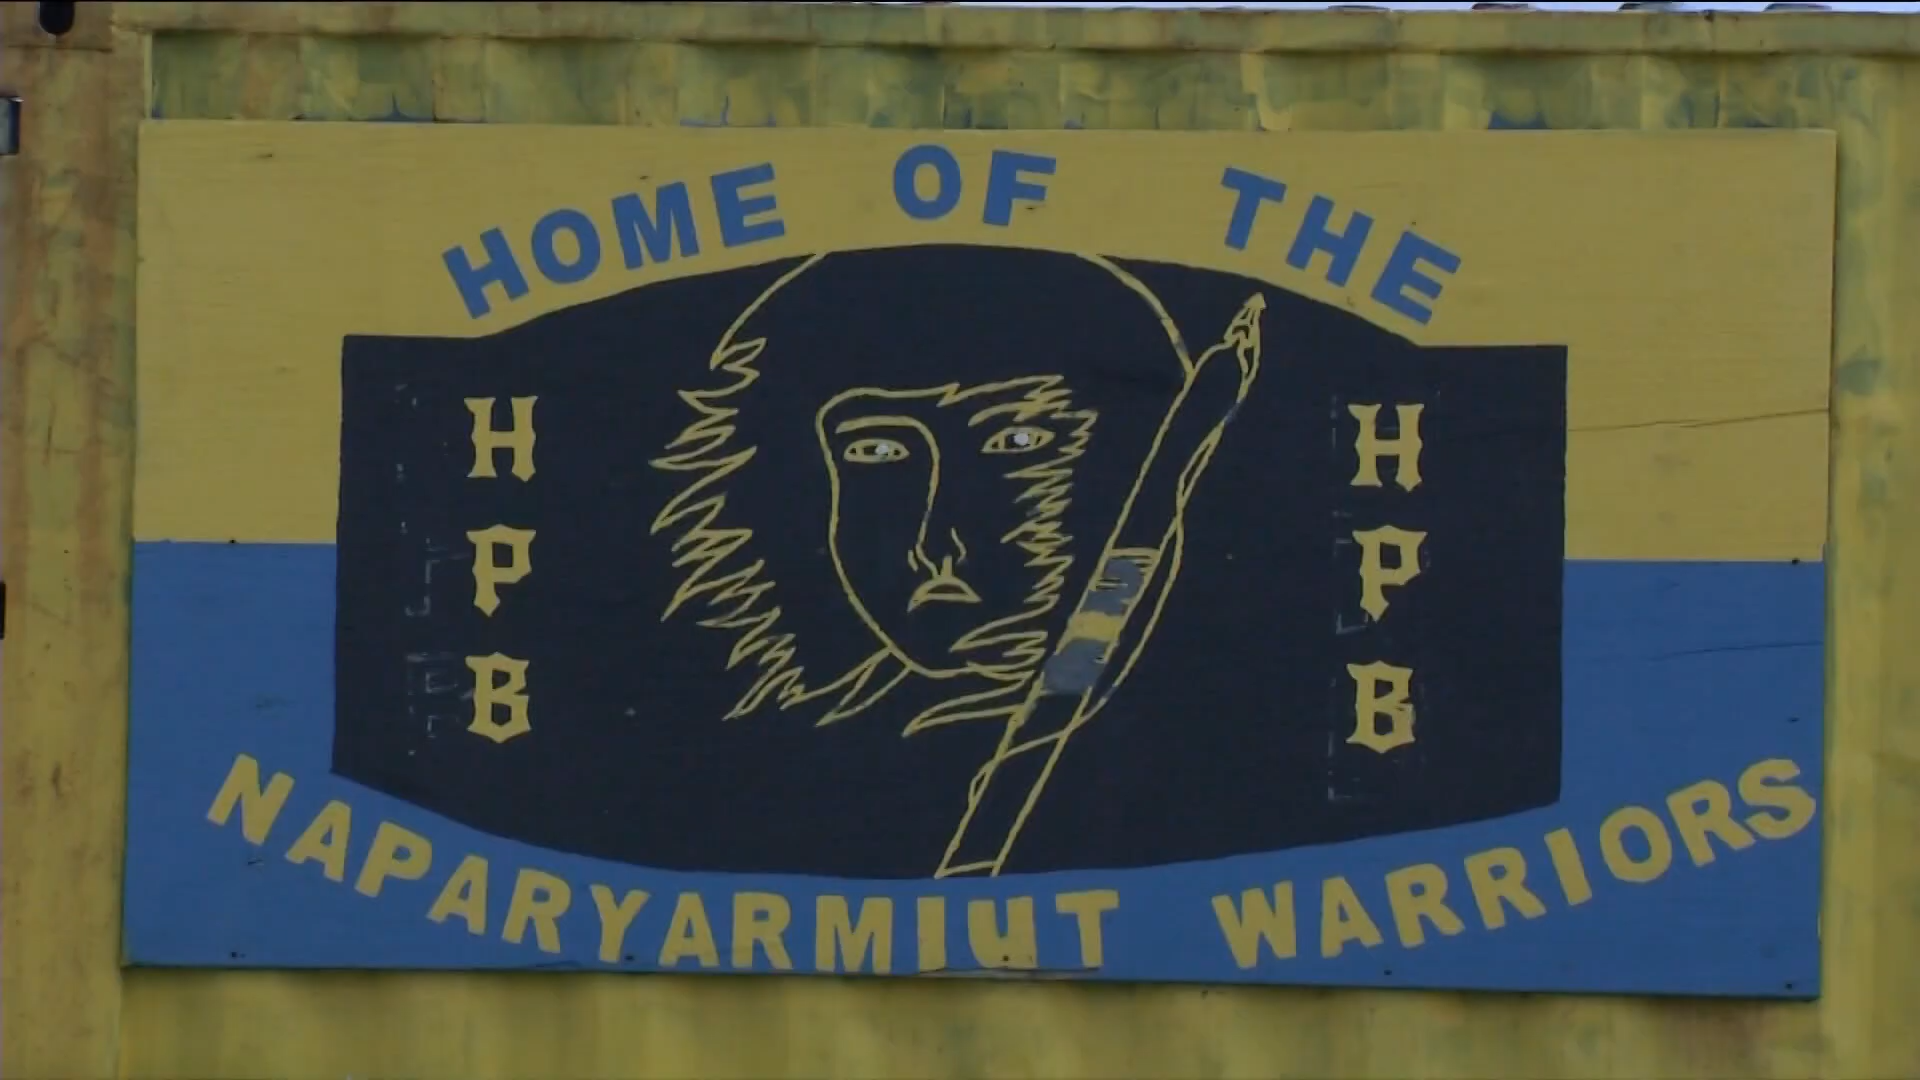 HOME OF THE
H H
P P
B B
NAPARYARMIUT WARRIORS